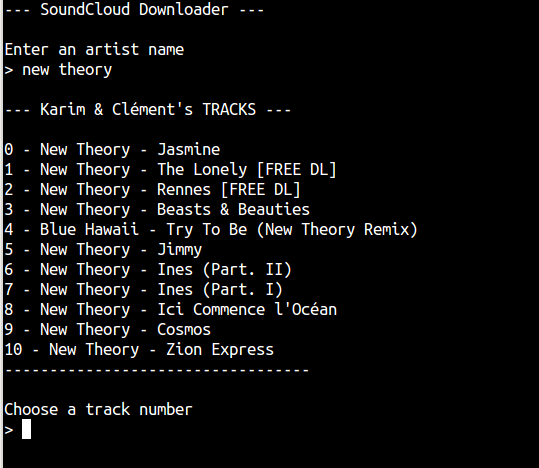 --- SoundCloud Downloader ---
Enter an artist name
> new theory
--- Karim & Clément's TRACKS ---
0 - New Theory - Jasmine
1 - New Theory - The Lonely [FREE DL]
2 - New Theory - Rennes [FREE DL]
3 - New Theory - Beasts & Beauties
4 - Blue Hawaii - Try To Be (New Theory Remix)
5 - New Theory - Jimmy
6 - New Theory - Ines (Part. II)
7 - New Theory - Ines (Part. I)
8 - New Theory - Ici Commence l'Océan
9 - New Theory - Cosmos
10 - New Theory - Zion Express
----------------------------------
Choose a track number
>